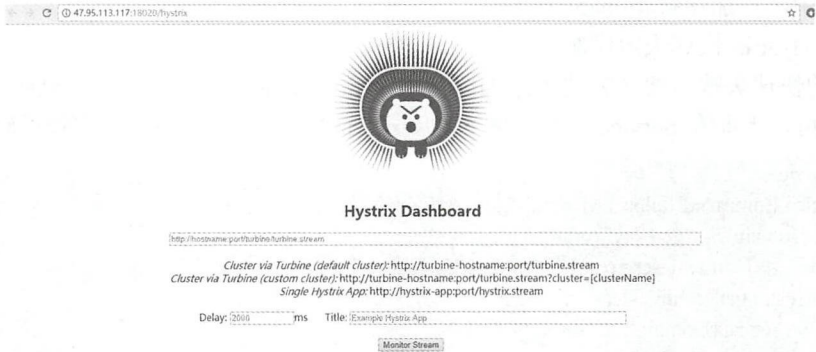 47.95.113.117:18020/hystrix
Hystrix Dashboard
http://hostname:port/turbine/turbine.stream
Cluster via Turbine (default cluster): http://turbine-hostname:port/turbine.stream
Cluster via Turbine (custom cluster): http://turbine-hostname:port/turbine.stream?cluster=[clusterName]
Single Hystrix App: http://hystrix-app:port/hystrix.stream
Delay: 2000 ms Title: Example Hystrix App
Monitor Stream